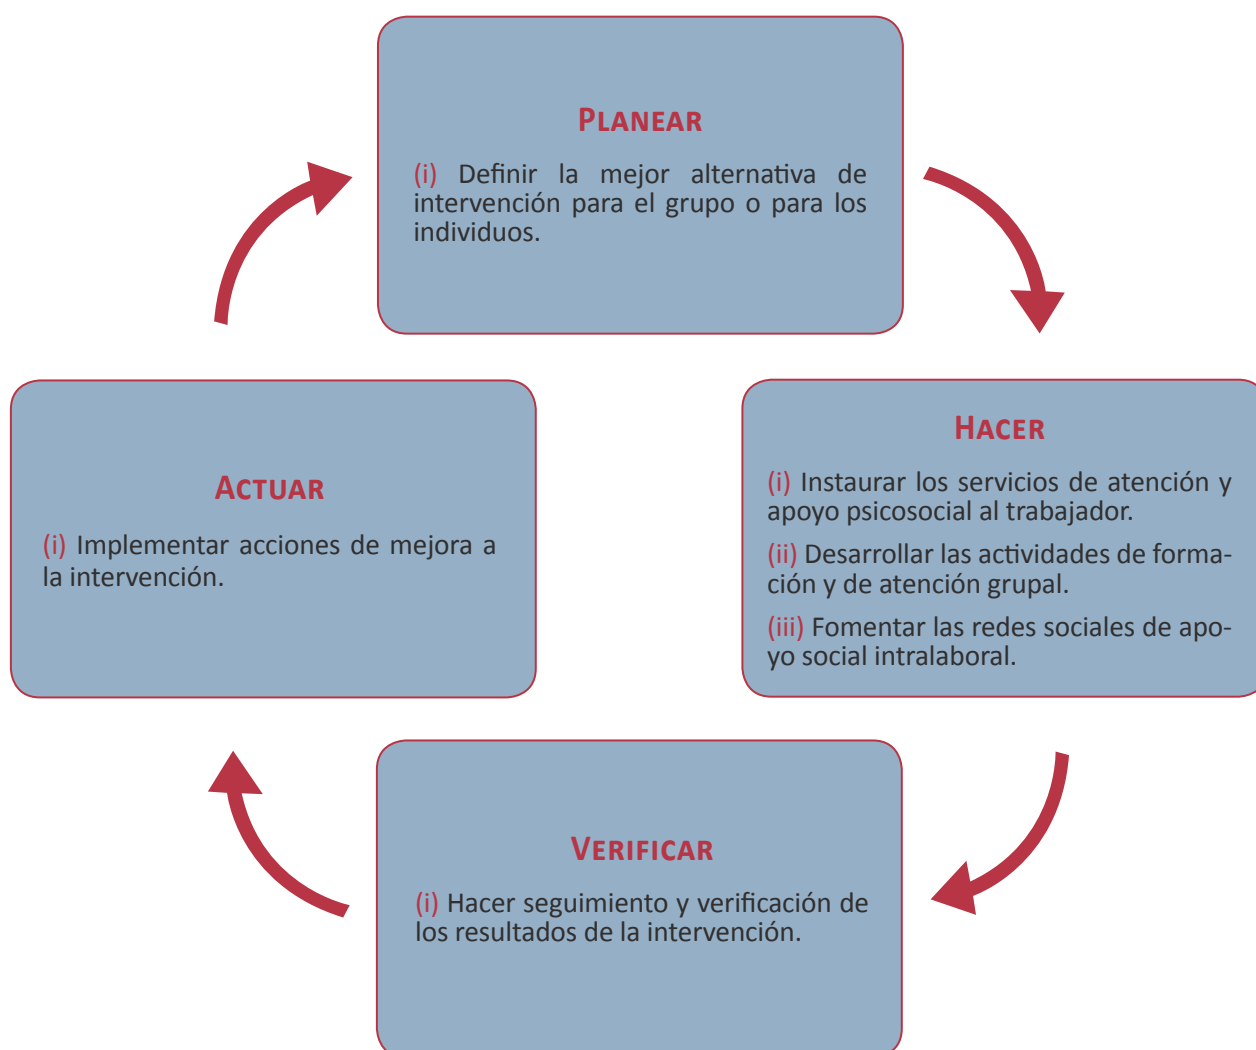 PLANEAR
(i) Definir la mejor alternativa de
intervención para el grupo o para los
individuos.
HACER
(i) Instaurar los servicios de atención y
apoyo psicosocial al trabajador.
(ii) Desarrollar las actividades de forma-
ción y de atención grupal.
(iii) Fomentar las redes sociales de apo-
yo social intralaboral.
VERIFICAR
(i) Hacer seguimiento y verificación de
los resultados de la intervención.
ACTUAR
(i) Implementar acciones de mejora a
la intervención.